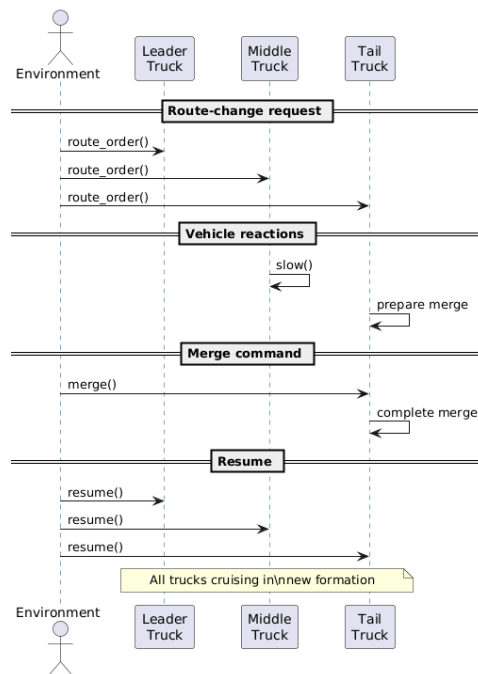 Environment
Leader
Truck
Middle
Truck
Tail
Truck
Route-change request
route_order()
route_order()
route_order()
Vehicle reactions
slow()
prepare merge
Merge command
merge()
complete merge
Resume
resume()
resume()
resume()
All trucks cruising in\nnew formation
Environment
Leader
Truck
Middle
Truck
Tail
Truck